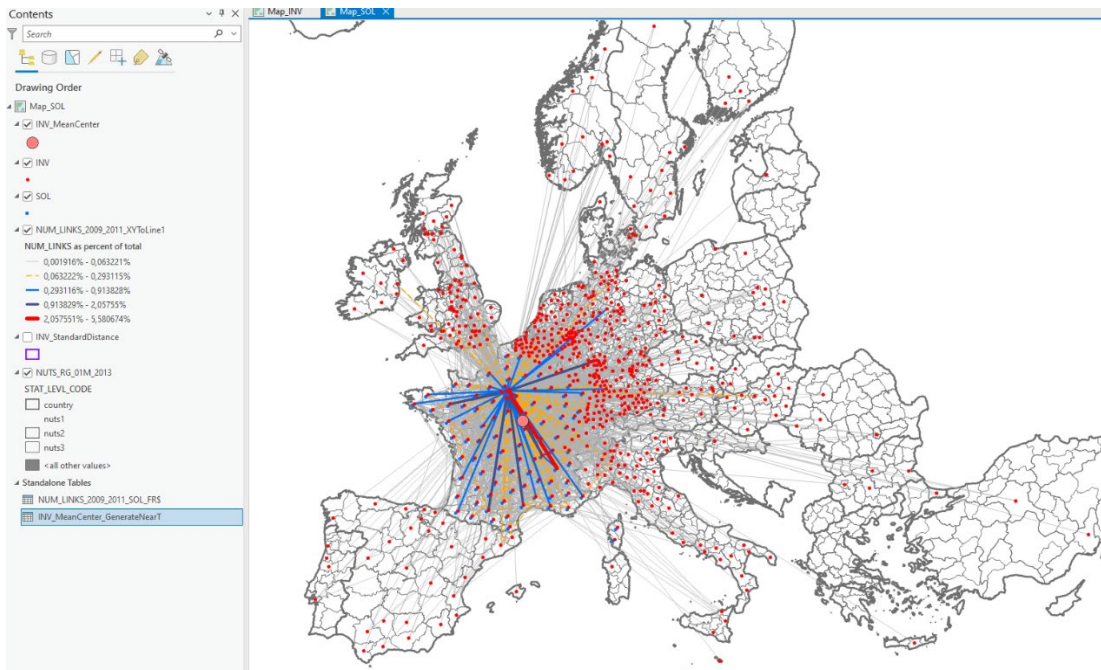 Contents
Map_INV
Map_SOL
Search
Drawing Order
Map_SOL
INV_MeanCenter
INV
SOL
NUM_LINKS_2009_2011_XYToLine1
NUM_LINKS as percent of total
0,001916% - 0,063221%
0,063222% - 0,293115%
0,293116% - 0,913828%
0,913829% - 2,05755%
2,057551% - 5,580674%
INV_StandardDistance
NUTS_RG_01M_2013
STAT_LEVL_CODE
country
nuts1
nuts2
nuts3
<all other values>
Standalone Tables
NUM_LINKS_2009_2011_SOL_FR$
INV_MeanCenter_GenerateNearT